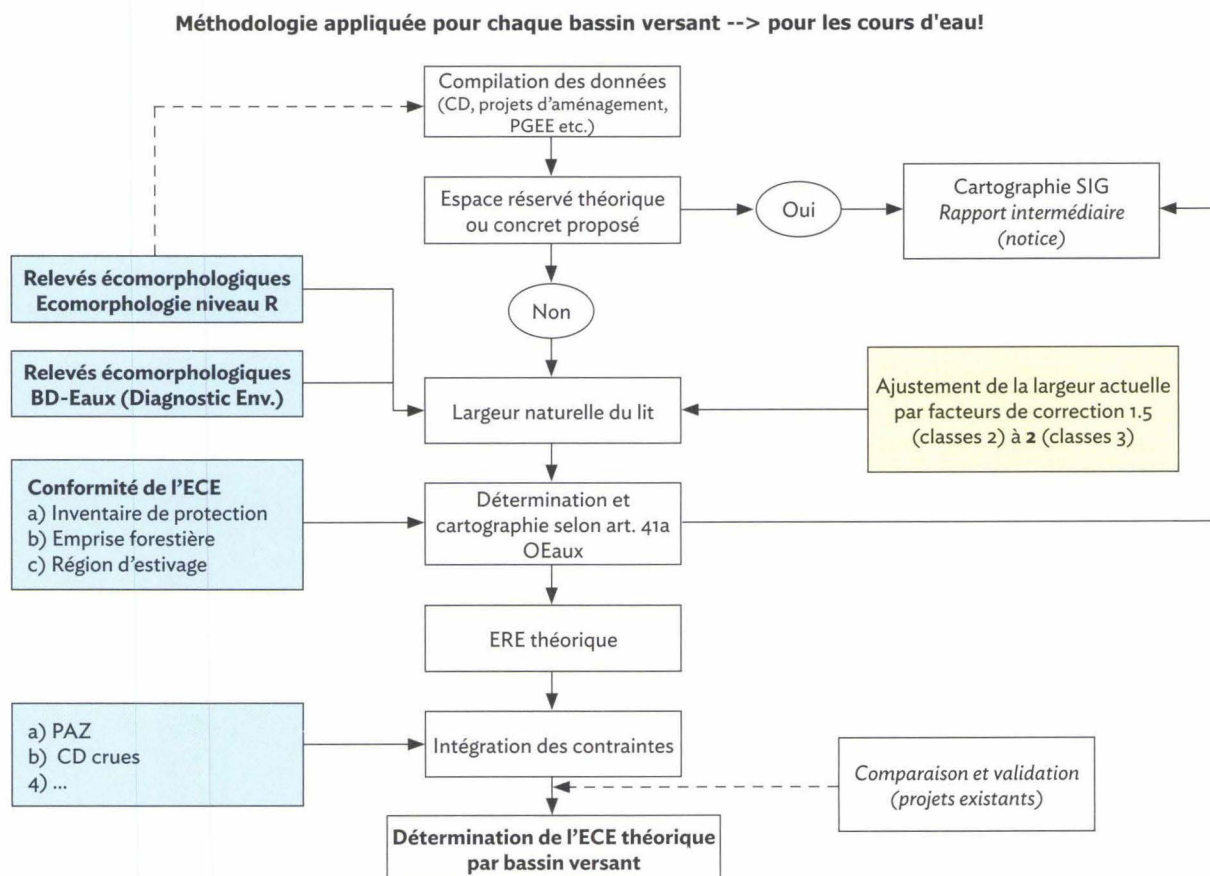 Méthodologie appliquée pour chaque bassin versant --> pour les cours d'eau!
Compilation des données
(CD, projets d'aménagement,
PGEE etc.)
Espace réservé théorique
ou concret proposé
Oui
Cartographie SIG
Rapport intermédiaire
(notice)
Relevés écomorphologiques
Ecomorphologie niveau R
Non
Relevés écomorphologiques
BD-Eaux (Diagnostic Env.)
Largeur naturelle du lit
Ajustement de la largeur actuelle
par facteurs de correction 1.5
(classes 2) à 2 (classes 3)
Conformité de l'ECE
a) Inventaire de protection
b) Emprise forestière
c) Région d'estivage
Détermination et
cartographie selon art. 41a
OEaux
ERE théorique
a) PAZ
b) CD crues
4) ...
Intégration des contraintes
Comparaison et validation
(projets existants)
Détermination de l'ECE théorique
par bassin versant